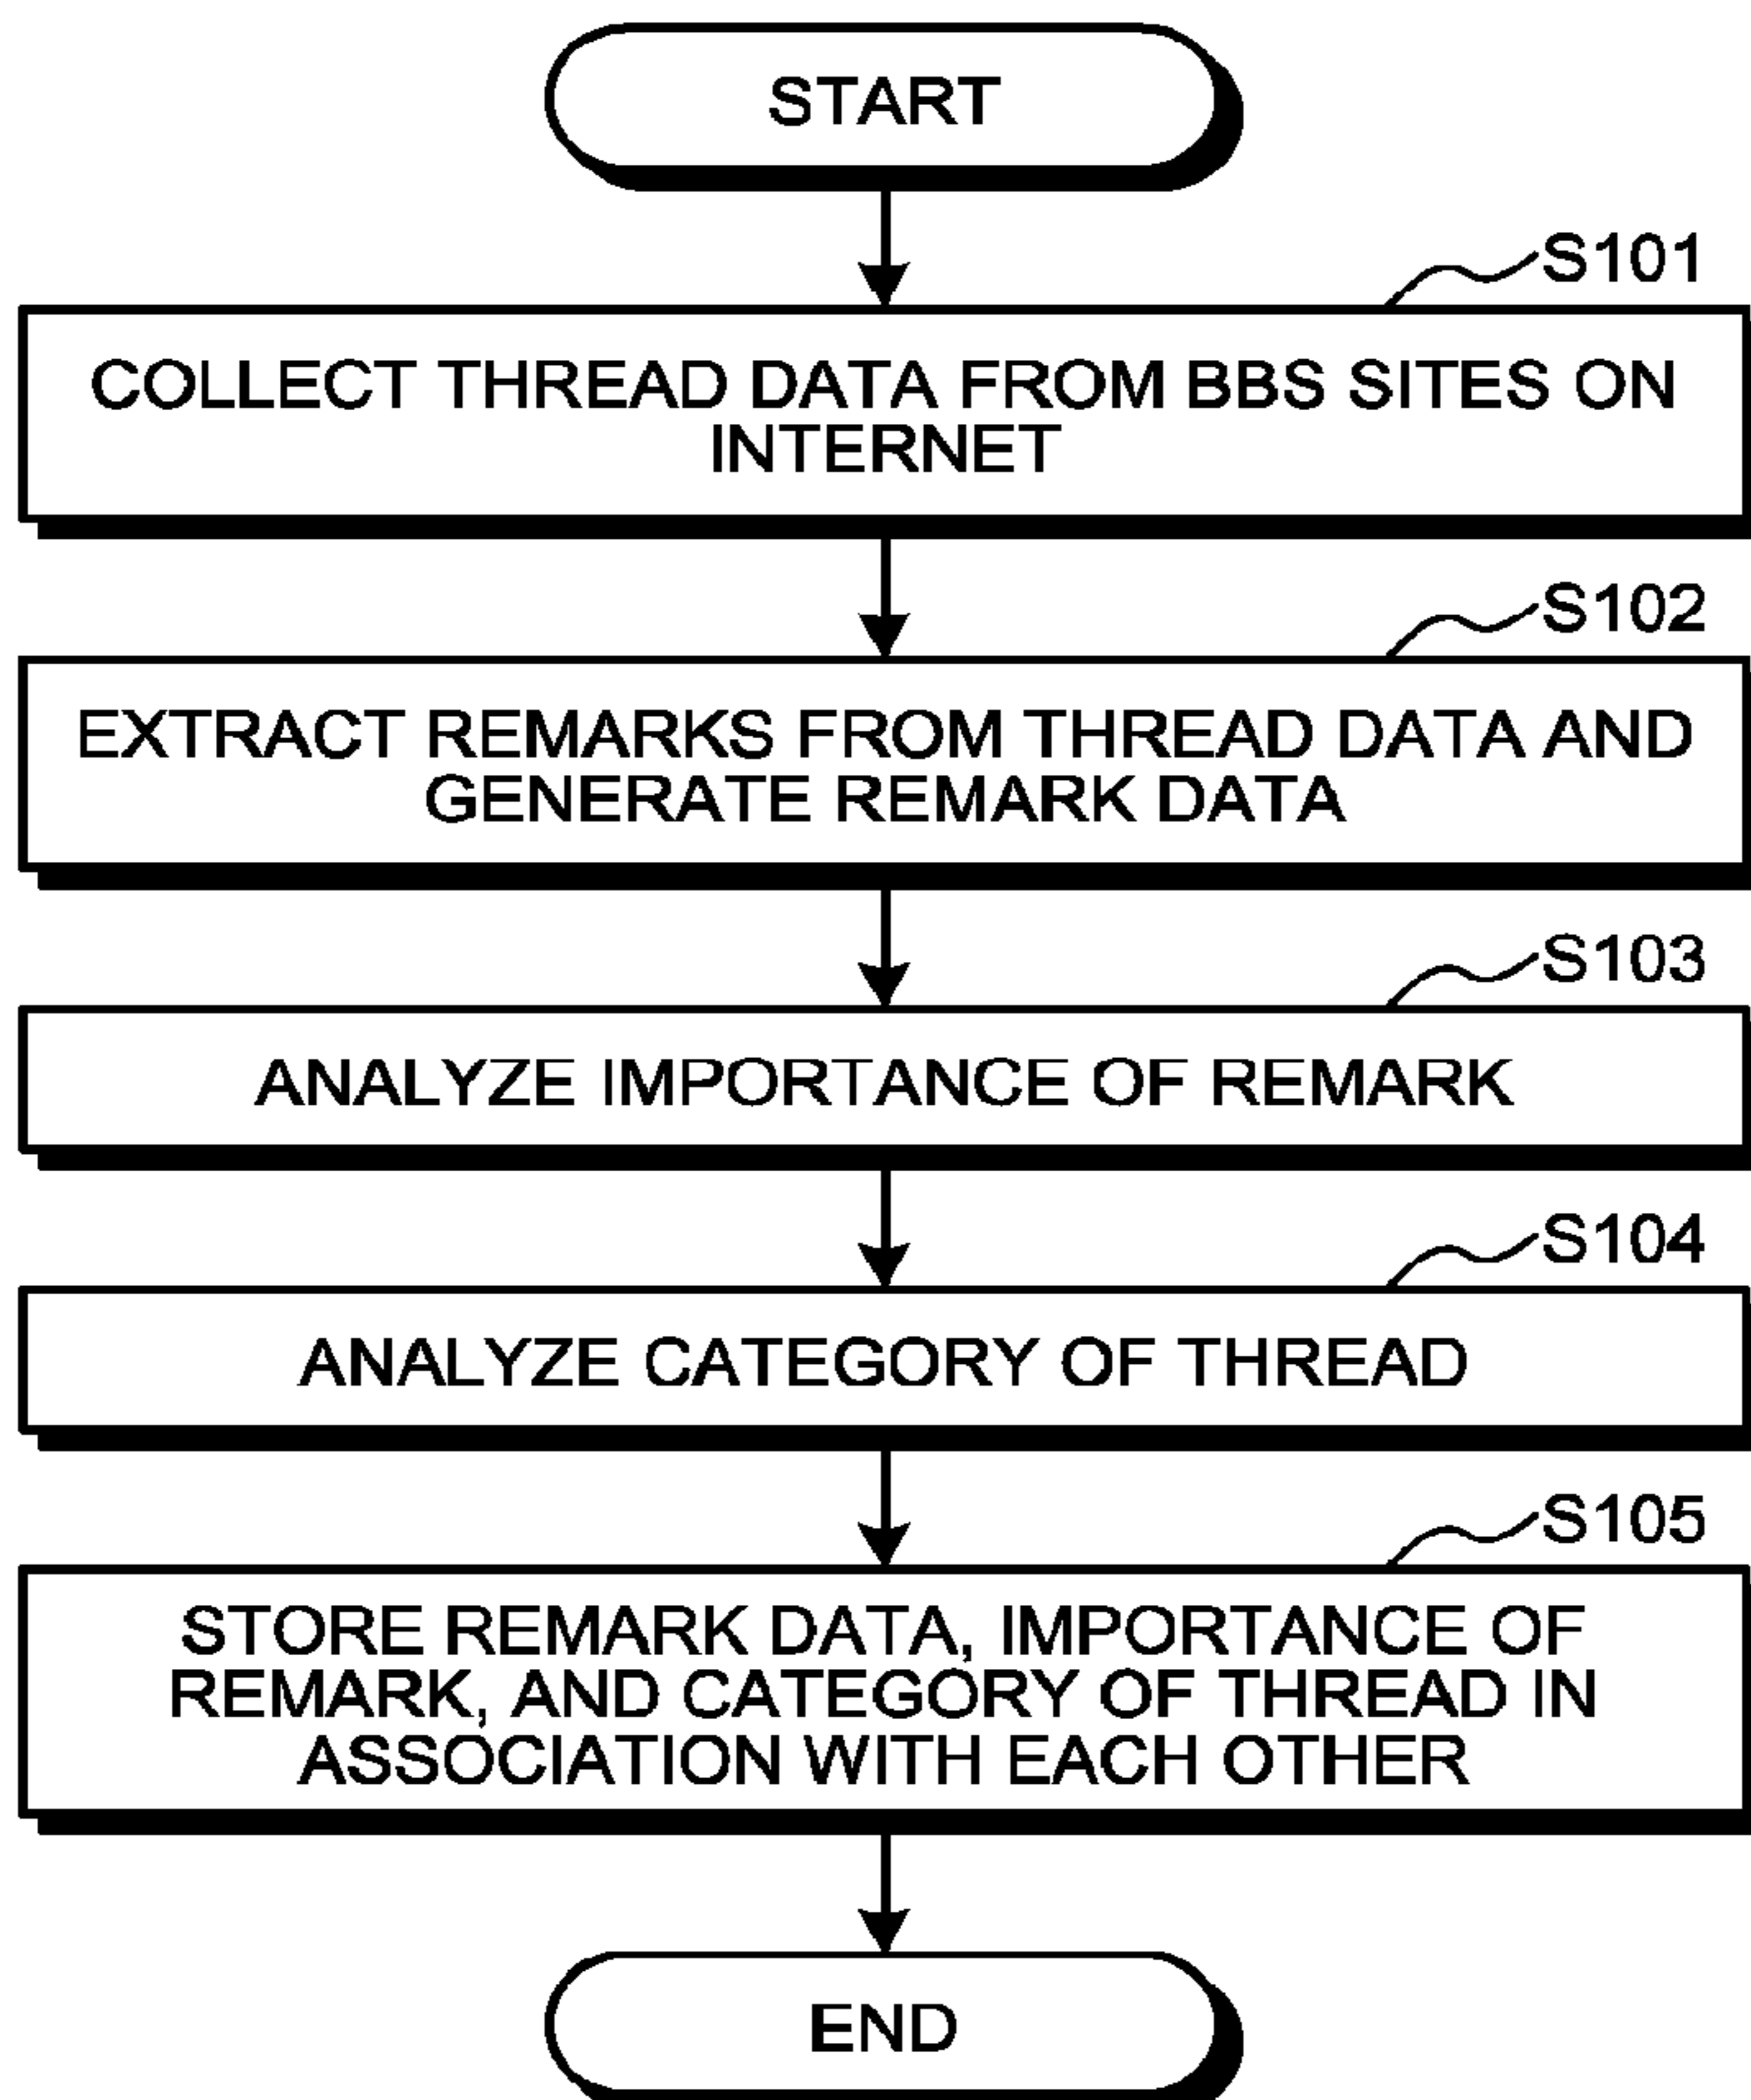 START
S101
COLLECT THREAD DATA FROM BBS SITES ON
INTERNET
S102
EXTRACT REMARKS FROM THREAD DATA AND
GENERATE REMARK DATA
S103
ANALYZE IMPORTANCE OF REMARK
S104
ANALYZE CATEGORY OF THREAD
S105
STORE REMARK DATA, IMPORTANCE OF
REMARK, AND CATEGORY OF THREAD IN
ASSOCIATION WITH EACH OTHER
END